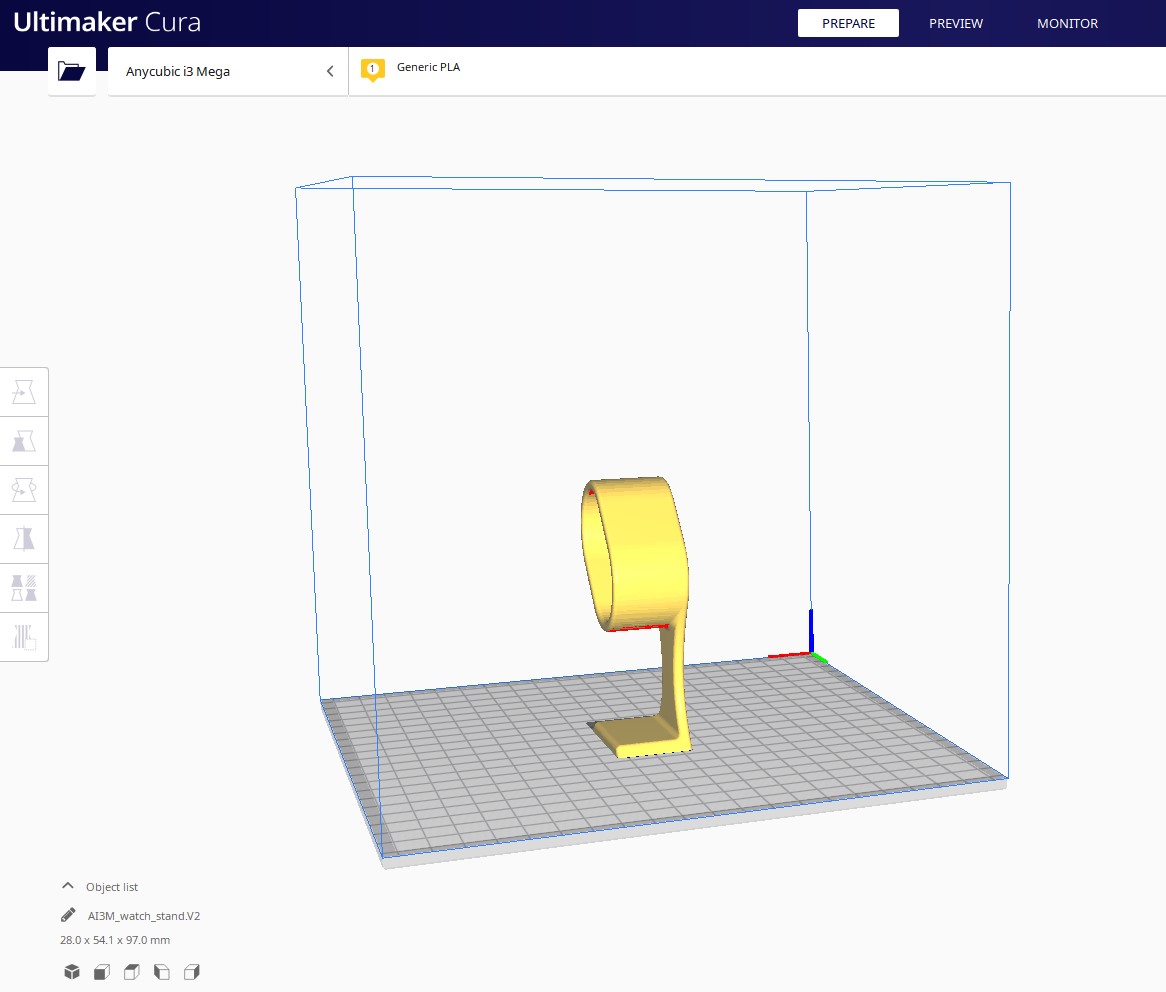 Ultimaker Cura
PREPARE
PREVIEW
MONITOR
Anycubic i3 Mega
1
Generic PLA
Object list
AI3M_watch_stand.V2
28.0 x 54.1 x 97.0 mm